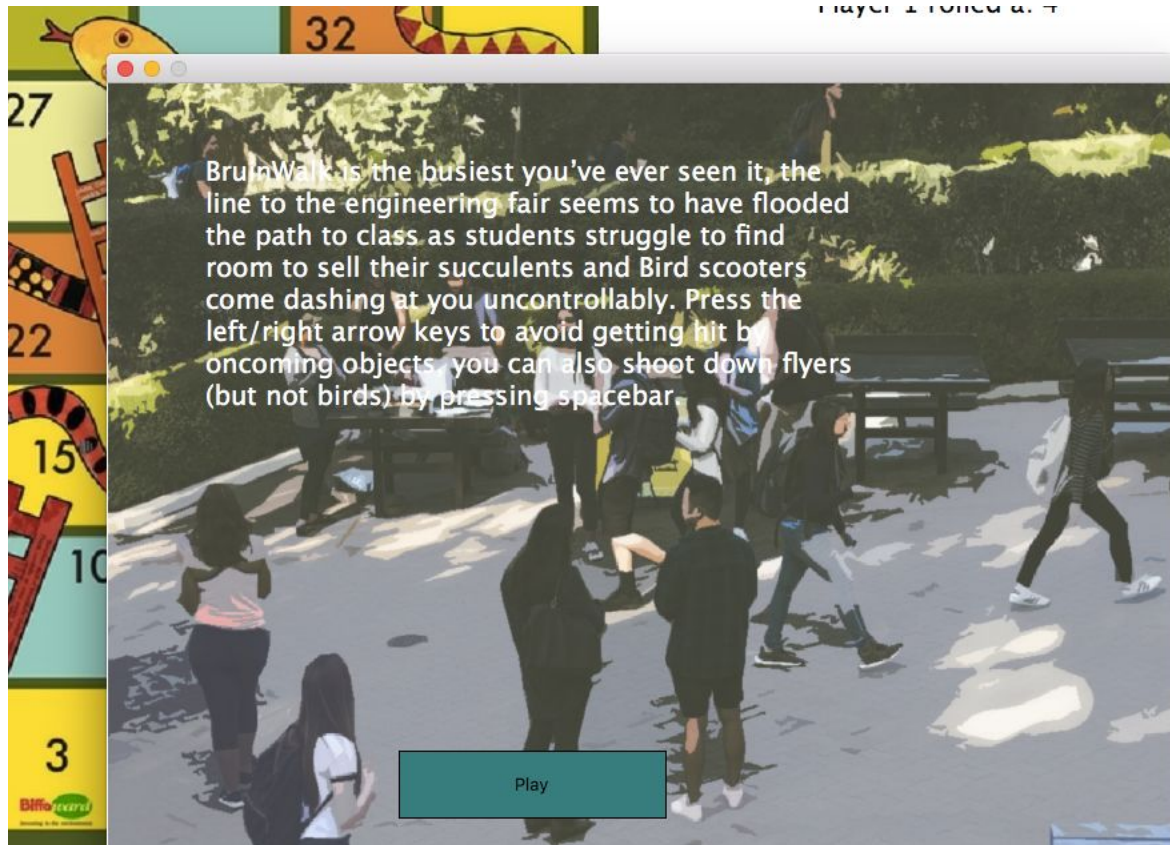 32
Player 1 rolled a: 4
27
BruinWalk is the busiest you’ve ever seen it, the
line to the engineering fair seems to have flooded
the path to class as students struggle to find
room to sell their succulents and Bird scooters
come dashing at you uncontrollably. Press the
left/right arrow keys to avoid getting hit by
oncoming objects, you can also shoot down flyers
(but not birds) by pressing spacebar.
22
15
10
3
Play
Biffaward